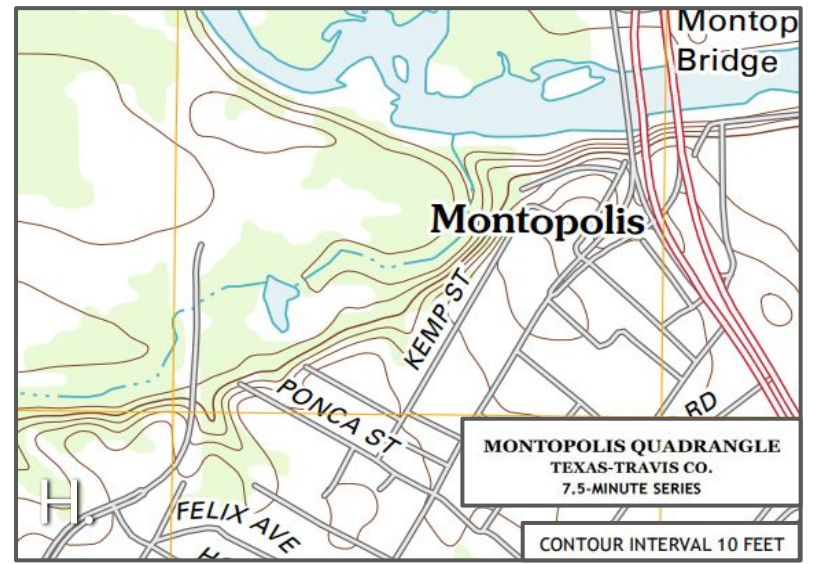 Montop
Bridge
Montopolis
KEMP ST
PONCA ST
RD
MONTOPOLIS QUADRANGLE
TEXAS-TRAVIS CO.
7.5-MINUTE SERIES
H.
FELIX AVE
CONTOUR INTERVAL 10 FEET